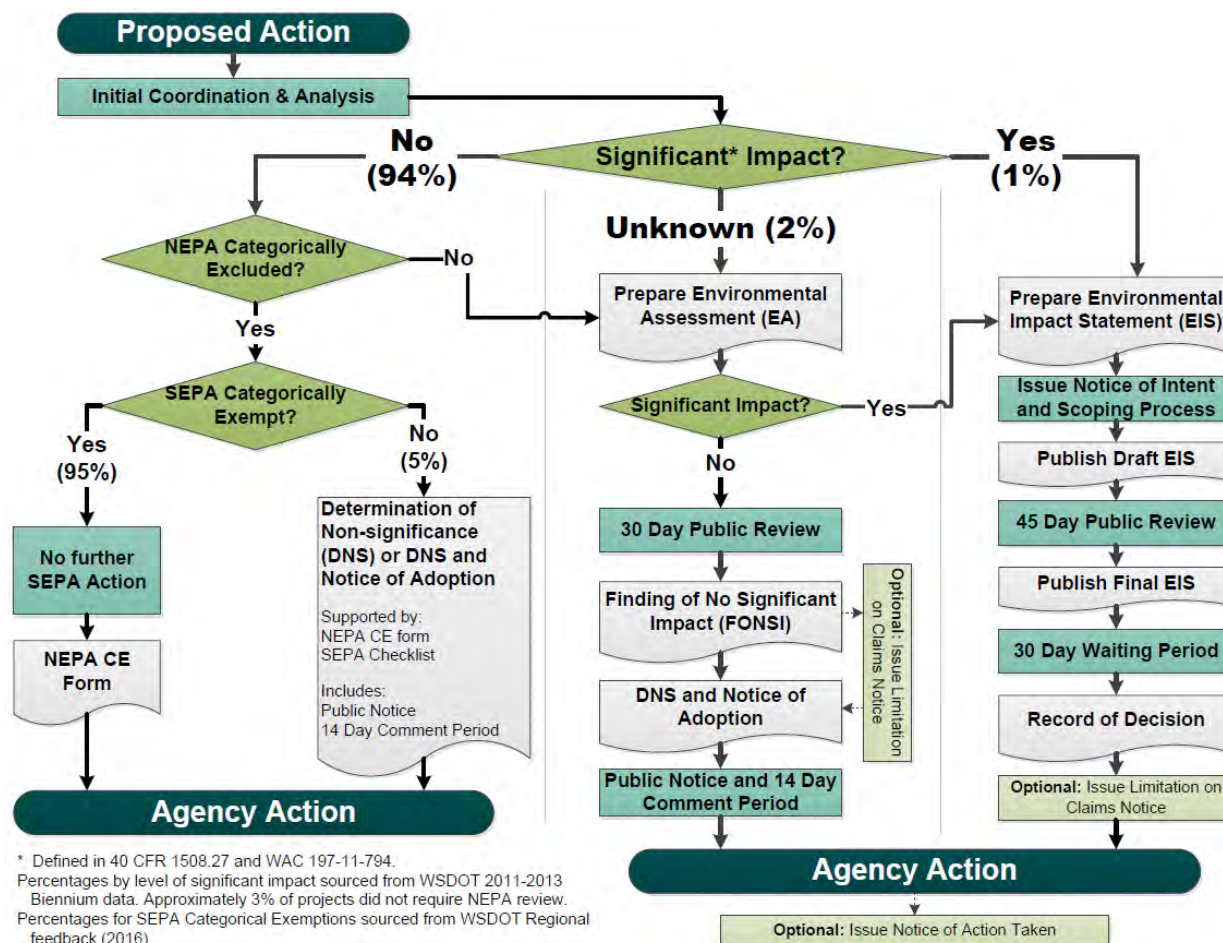 Proposed Action
Initial Coordination & Analysis
Significant* Impact?
No
(94%)
Yes
(1%)
Unknown (2%)
NEPA Categorically
Excluded?
No
Yes
SEPA Categorically
Exempt?
Yes
(95%)
No
(5%)
No further
SEPA Action
NEPA CE
Form
Determination of
Non-significance
(DNS) or DNS and
Notice of Adoption
Supported by:
NEPA CE form
SEPA Checklist
Includes:
Public Notice
14 Day Comment Period
Agency Action
Prepare Environmental
Assessment (EA)
Significant Impact?
Yes
No
30 Day Public Review
Finding of No Significant
Impact (FONSI)
Optional: Issue Limitation
on Claims Notice
DNS and Notice of
Adoption
Public Notice and 14 Day
Comment Period
Prepare Environmental
Impact Statement (EIS)
Issue Notice of Intent
and Scoping Process
Publish Draft EIS
45 Day Public Review
Publish Final EIS
30 Day Waiting Period
Record of Decision
Optional: Issue Limitation on
Claims Notice
Agency Action
Optional: Issue Notice of Action Taken
* Defined in 40 CFR 1508.27 and WAC 197-11-794.
Percentages by level of significant impact sourced from WSDOT 2011-2013
Biennium data. Approximately 3% of projects did not require NEPA review.
Percentages for SEPA Categorical Exemptions sourced from WSDOT Regional
feedback (2016)